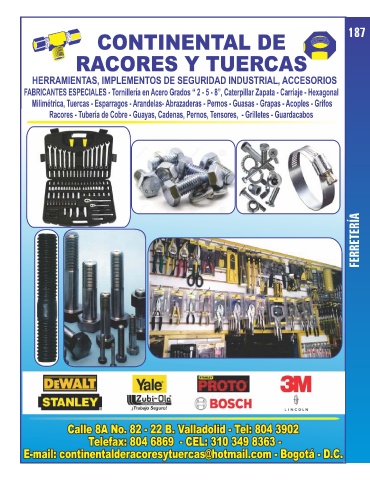 CONTINENTAL DE
RACORES Y TUERCAS
HERRAMIENTAS, IMPLEMENTOS DE SEGURIDAD INDUSTRIAL, ACCESORIOS
FABRICANTES ESPECIALES - Tornillería en Acero Grados " 2 - 5 - 8", Caterpillar Zapata - Carriaje - Hexagonal
Milimétrica, Tuercas - Esparragos - Arandelas- Abrazaderas - Pernos - Guasas - Grapas - Acoples - Grifos
Racores - Tubería de Cobre - Guayas, Cadenas, Pernos, Tensores, - Grilletes - Guardacabos
187
FERRETERÍA
DEWALT
STANLEY
Yale
Zubi-Ola
¡Trabajo Seguro!
STANLEY
PROTO
BOSCH
3M
LINCOLN
Calle 8A No. 82 - 22 B. Valladolid - Tel: 804 3902
Telefax: 804 6869 - CEL: 310 349 8363 -
E-mail: continentalderacoresytuercas@hotmail.com - Bogotá - D.C.